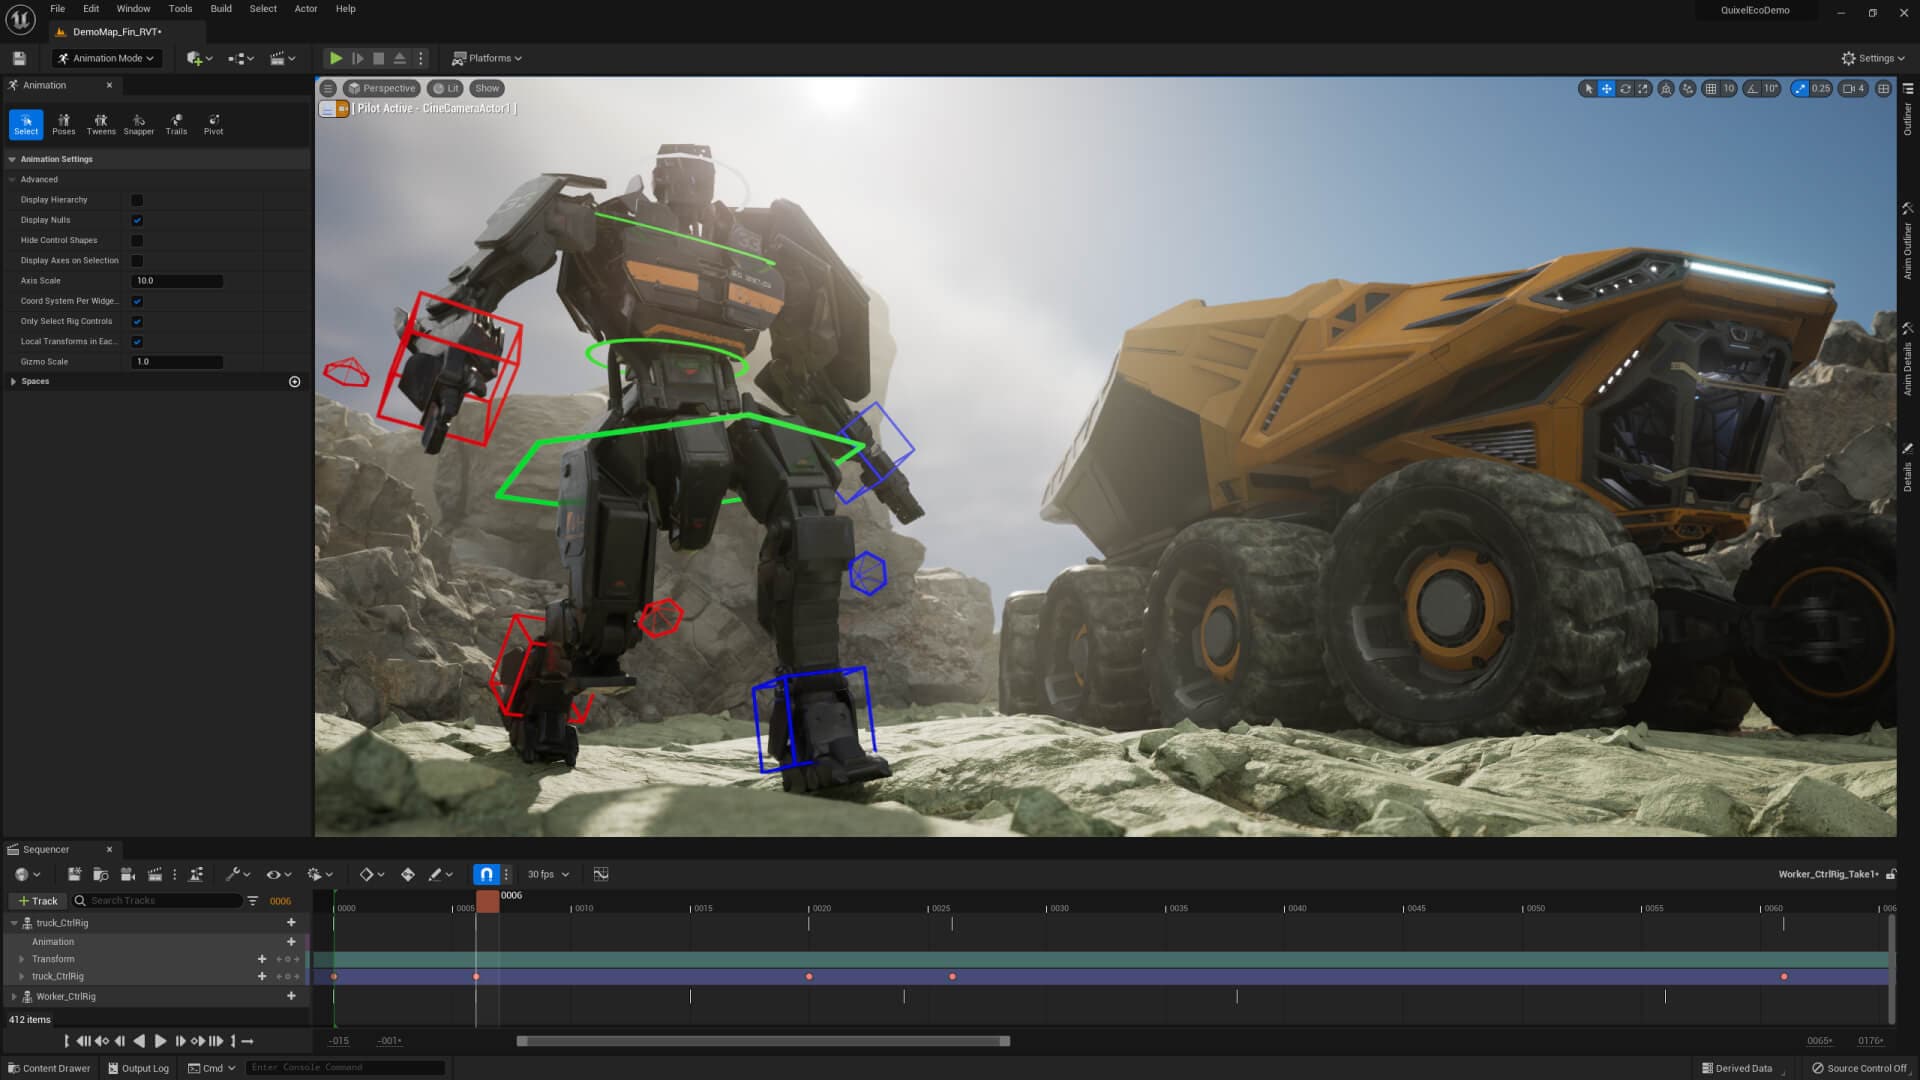 File Edit Window Tools Build Select Actor Help
QuixelEcoDemo
DemoMap_Fin_RVT•
Animation Mode
Platforms
Settings
Animation
Perspective Lit Show
10 10° 0.25 4
[ Pilot Active - CineCameraActor1 ]
Select Poses Tweens Snapper Trails Pivot
Animation Settings
Advanced
Display Hierarchy
Display Nulls
Hide Control Shapes
Display Axes on Selection
Axis Scale 10.0
Coord System Per Widge...
Only Select Rig Controls
Local Transforms in Eac...
Gizmo Scale 1.0
Spaces
Outliner
Anim Outliner
Anim Details
Details
Sequencer
30 fps
Worker_CtrlRig_Take1•
+ Track
Search Tracks
0006
0006
0000 0005 0010 0015 0020 0025 0030 0035 0040 0045 0050 0055 0060 006
truck_CtrlRig
Animation
Transform
truck_CtrlRig
Worker_CtrlRig
412 items
-015 -001+ 0065+ 0176+
Content Drawer Output Log Cmd Enter Console Command
Derived Data Source Control Off